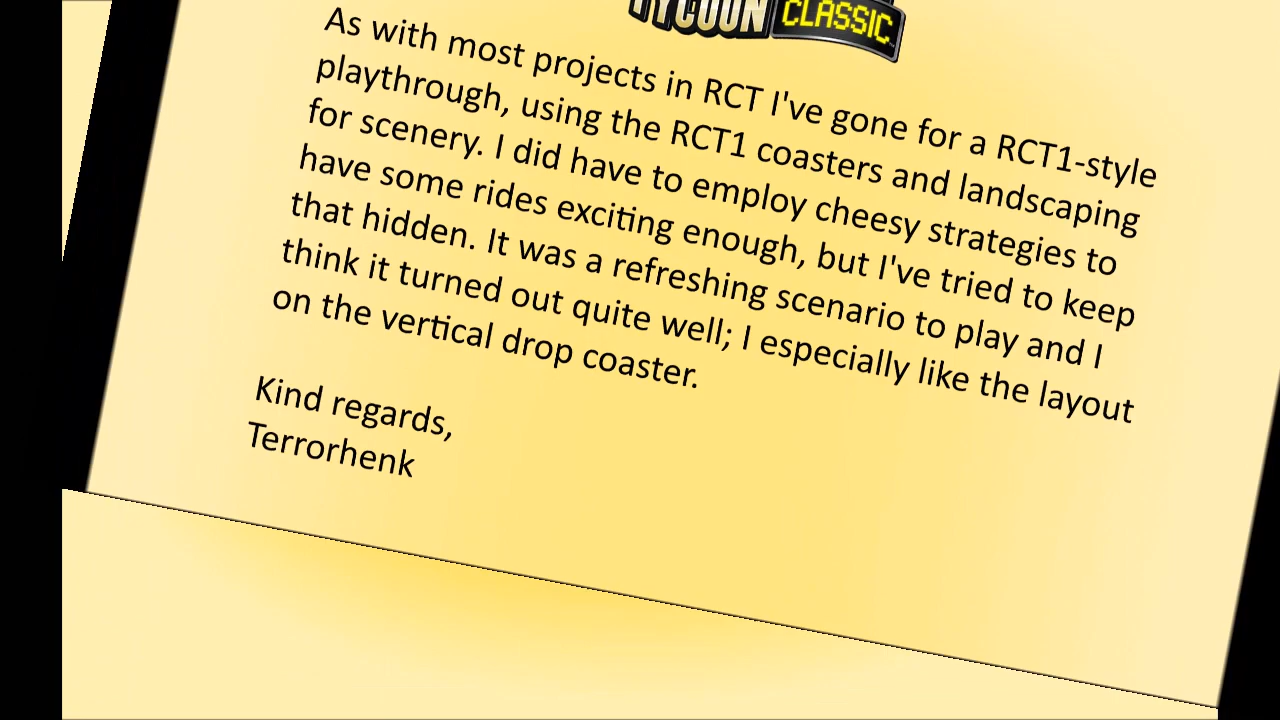 TYCOON CLASSIC
As with most projects in RCT I've gone for a RCT1-style
playthrough, using the RCT1 coasters and landscaping
for scenery. I did have to employ cheesy strategies to
have some rides exciting enough, but I've tried to keep
that hidden. It was a refreshing scenario to play and I
think it turned out quite well; I especially like the layout
on the vertical drop coaster.
Kind regards,
Terrorhenk